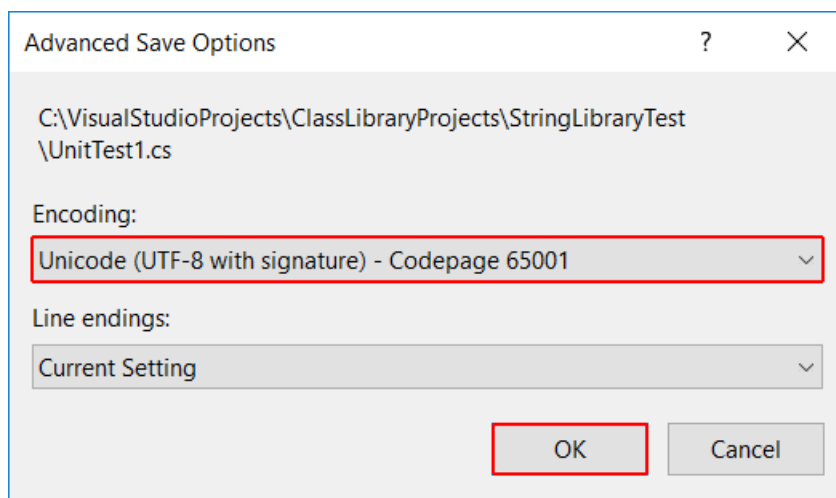 Advanced Save Options ?
C:\VisualStudioProjects\ClassLibraryProjects\StringLibraryTest
\UnitTest1.cs
Encoding:
Unicode (UTF-8 with signature) - Codepage 65001
Line endings:
Current Setting
OK Cancel